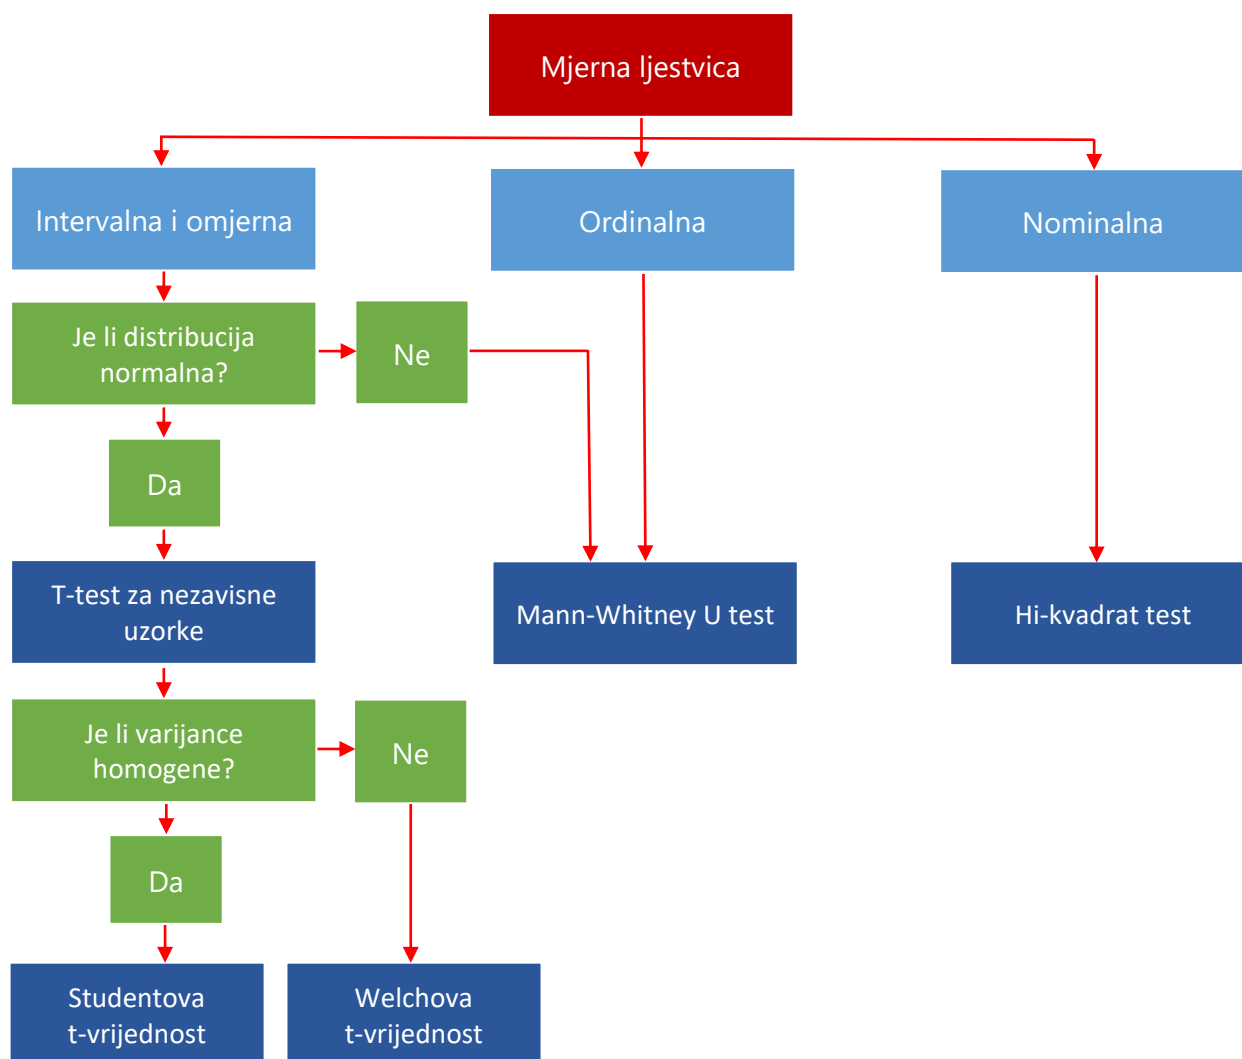 Mjerna ljestvica
Intervalna i omjerna
Ordinalna
Nominalna
Je li distribucija
normalna?
Ne
Da
T-test za nezavisne
uzorke
Mann-Whitney U test
Hi-kvadrat test
Je li varijance
homogene?
Ne
Da
Studentova
t-vrijednost
Welchova
t-vrijednost